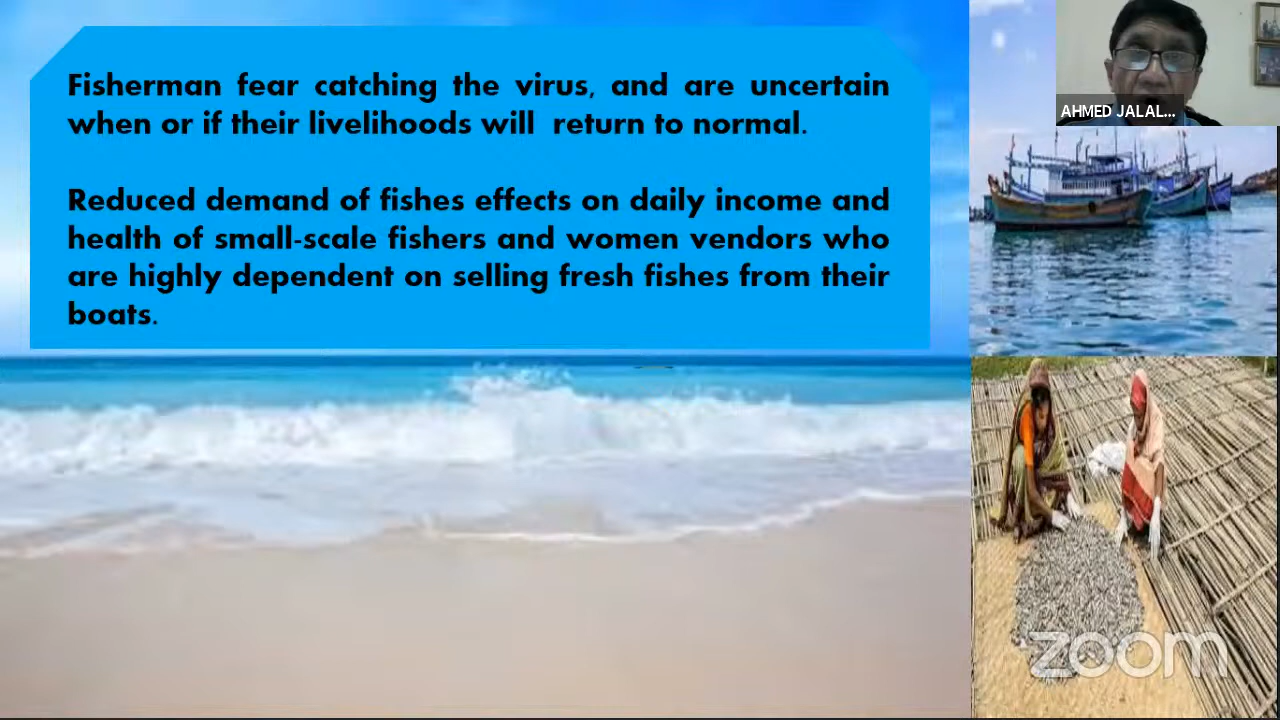 Fisherman fear catching the virus, and are uncertain
when or if their livelihoods will return to normal.
Reduced demand of fishes effects on daily income and
health of small-scale fishers and women vendors who
are highly dependent on selling fresh fishes from their
boats.
AHMED JALAL...
zoom